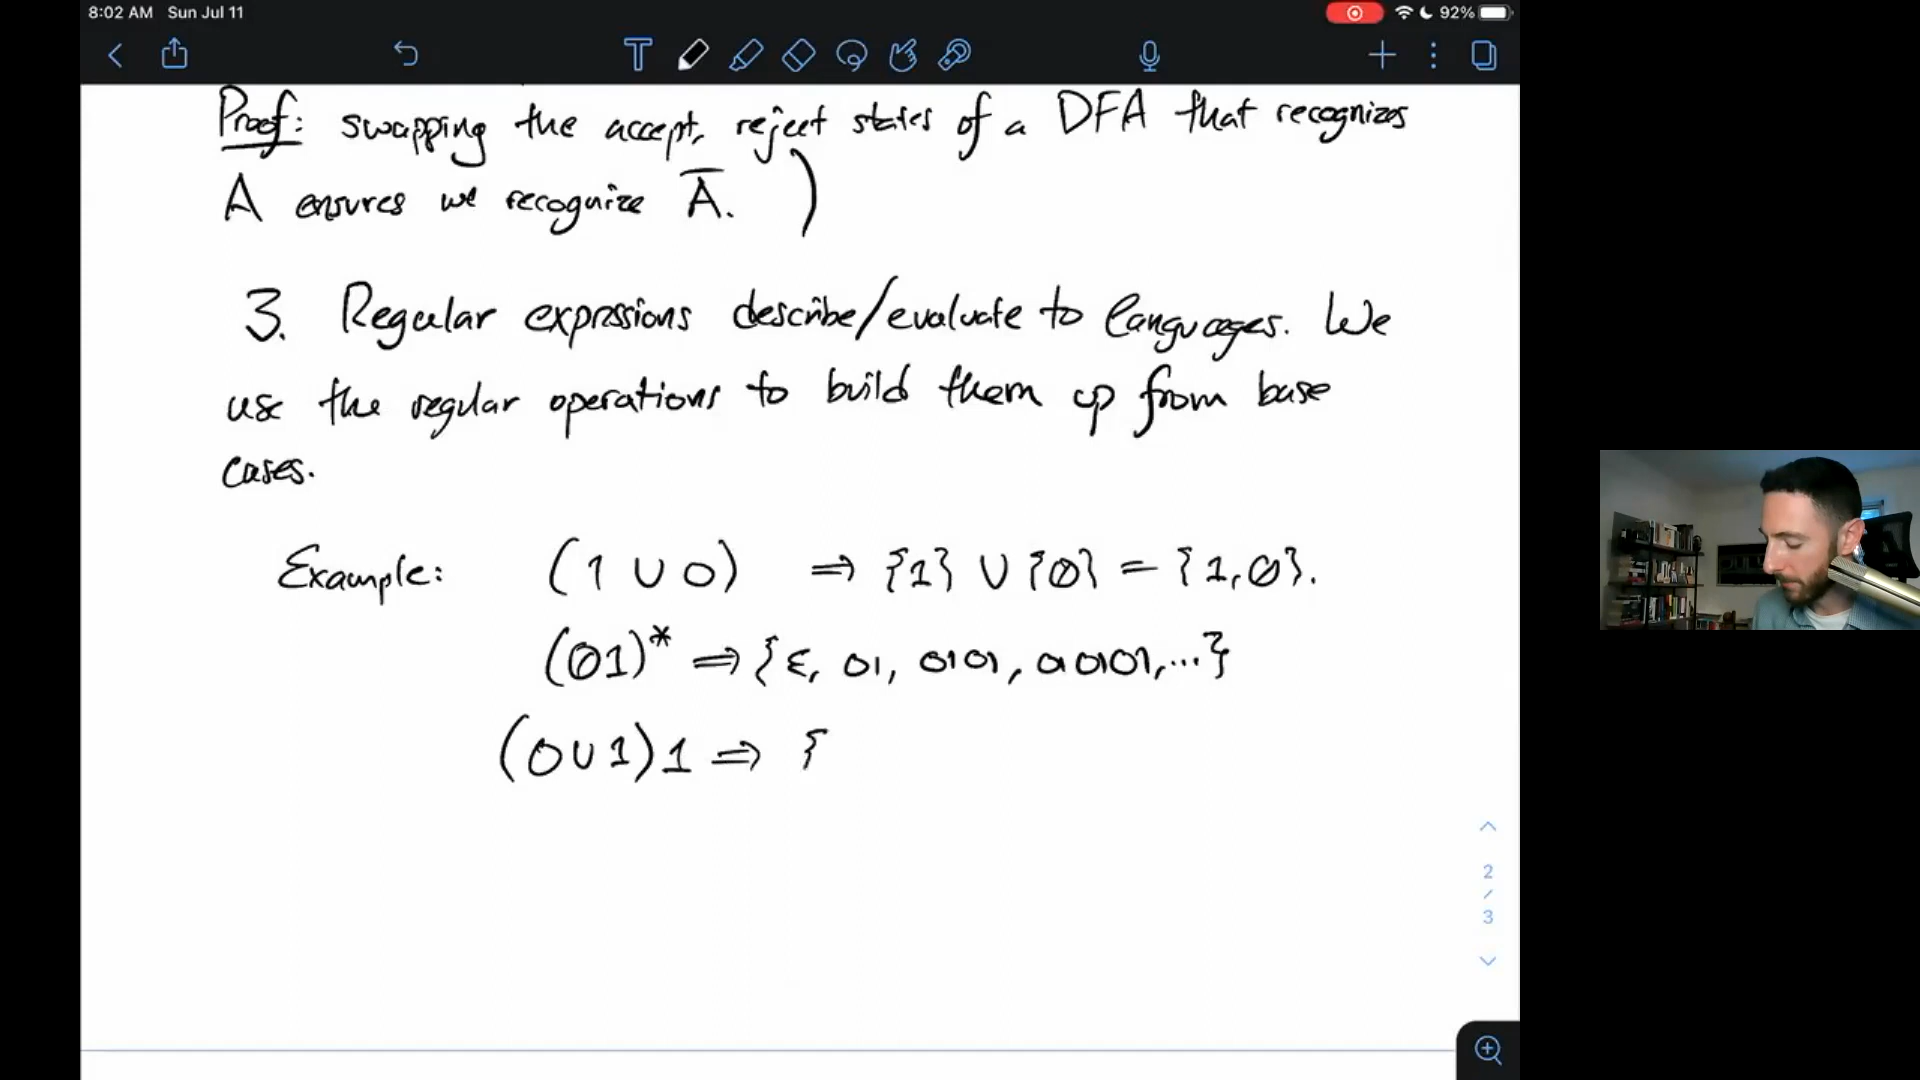 8:02 AM Sun Jul 11
92%
T
Proof: swapping the accept, reject states of a DFA that recognizes
A ensures we recognize A̅. )
3. Regular expressions describe/evaluate to languages. We
use the regular operations to build them up from base
cases.
Example: (1 ∪ 0) ⇒ {1} ∪ {0} = {1,0}.
(01)* ⇒ {ε, 01, 0101, 010101,...}
(0∪1)1 ⇒ {
2
/
3